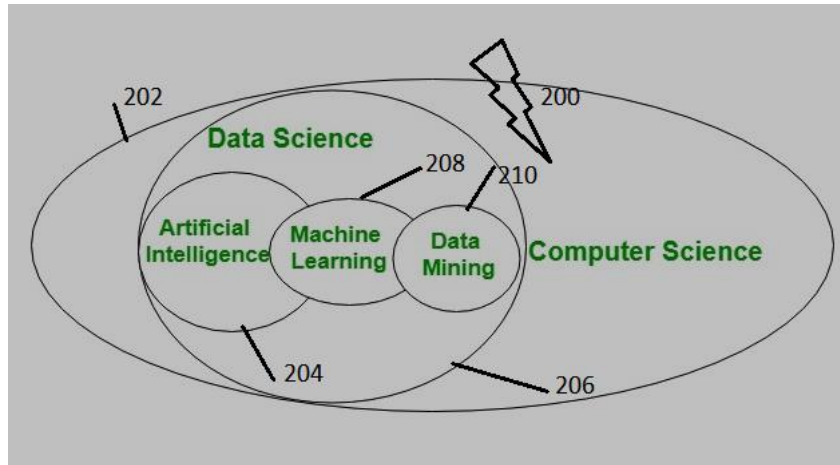 202
200
Data Science
208
210
Artificial
Intelligence
Machine
Learning
Data
Mining
Computer Science
204
206